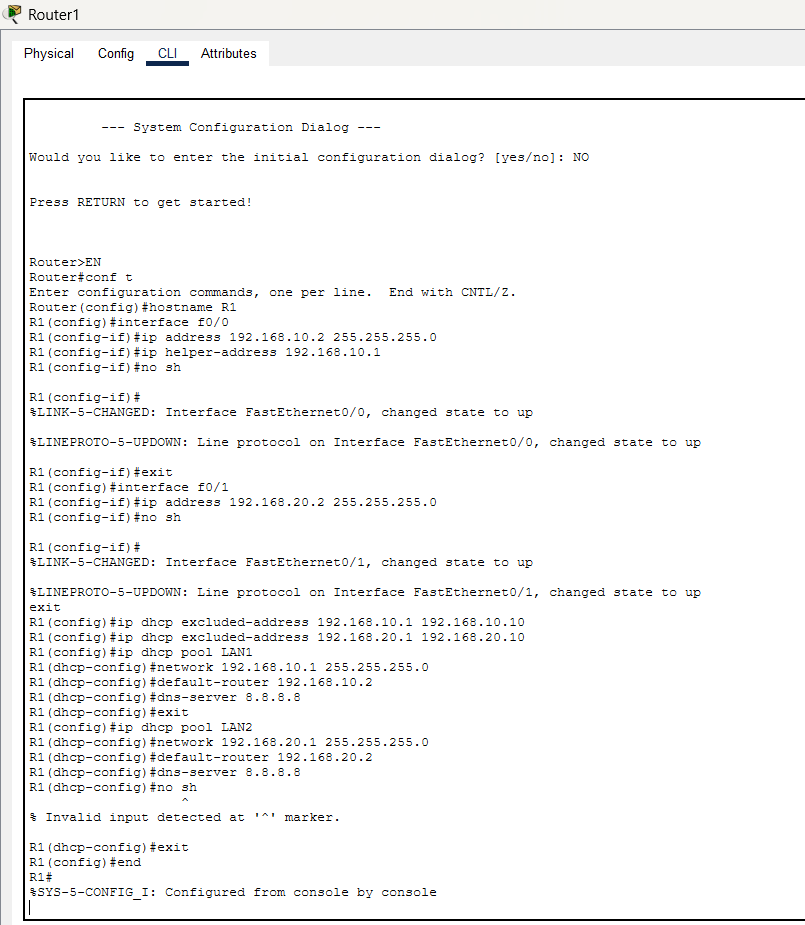 Router1
Physical Config CLI Attributes
--- System Configuration Dialog ---
Would you like to enter the initial configuration dialog? [yes/no]: NO
Press RETURN to get started!
Router>EN
Router#conf t
Enter configuration commands, one per line.  End with CNTL/Z.
Router(config)#hostname R1
R1(config)#interface f0/0
R1(config-if)#ip address 192.168.10.2 255.255.255.0
R1(config-if)#ip helper-address 192.168.10.1
R1(config-if)#no sh
R1(config-if)#
%LINK-5-CHANGED: Interface FastEthernet0/0, changed state to up
%LINEPROTO-5-UPDOWN: Line protocol on Interface FastEthernet0/0, changed state to up
R1(config-if)#exit
R1(config)#interface f0/1
R1(config-if)#ip address 192.168.20.2 255.255.255.0
R1(config-if)#no sh
R1(config-if)#
%LINK-5-CHANGED: Interface FastEthernet0/1, changed state to up
%LINEPROTO-5-UPDOWN: Line protocol on Interface FastEthernet0/1, changed state to up
exit
R1(config)#ip dhcp excluded-address 192.168.10.1 192.168.10.10
R1(config)#ip dhcp excluded-address 192.168.20.1 192.168.20.10
R1(config)#ip dhcp pool LAN1
R1(dhcp-config)#network 192.168.10.1 255.255.255.0
R1(dhcp-config)#default-router 192.168.10.2
R1(dhcp-config)#dns-server 8.8.8.8
R1(dhcp-config)#exit
R1(config)#ip dhcp pool LAN2
R1(dhcp-config)#network 192.168.20.1 255.255.255.0
R1(dhcp-config)#default-router 192.168.20.2
R1(dhcp-config)#dns-server 8.8.8.8
R1(dhcp-config)#no sh
^
% Invalid input detected at '^' marker.
R1(dhcp-config)#exit
R1(config)#end
R1#
%SYS-5-CONFIG_I: Configured from console by console